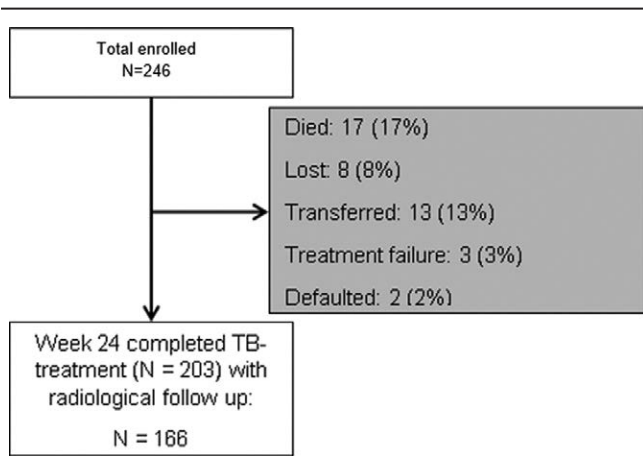 Total enrolled
N=246
Died: 17 (17%)
Lost: 8 (8%)
Transferred: 13 (13%)
Treatment failure: 3 (3%)
Defaulted: 2 (2%)
Week 24 completed TB-
treatment (N = 203) with
radiological follow up:
N = 166